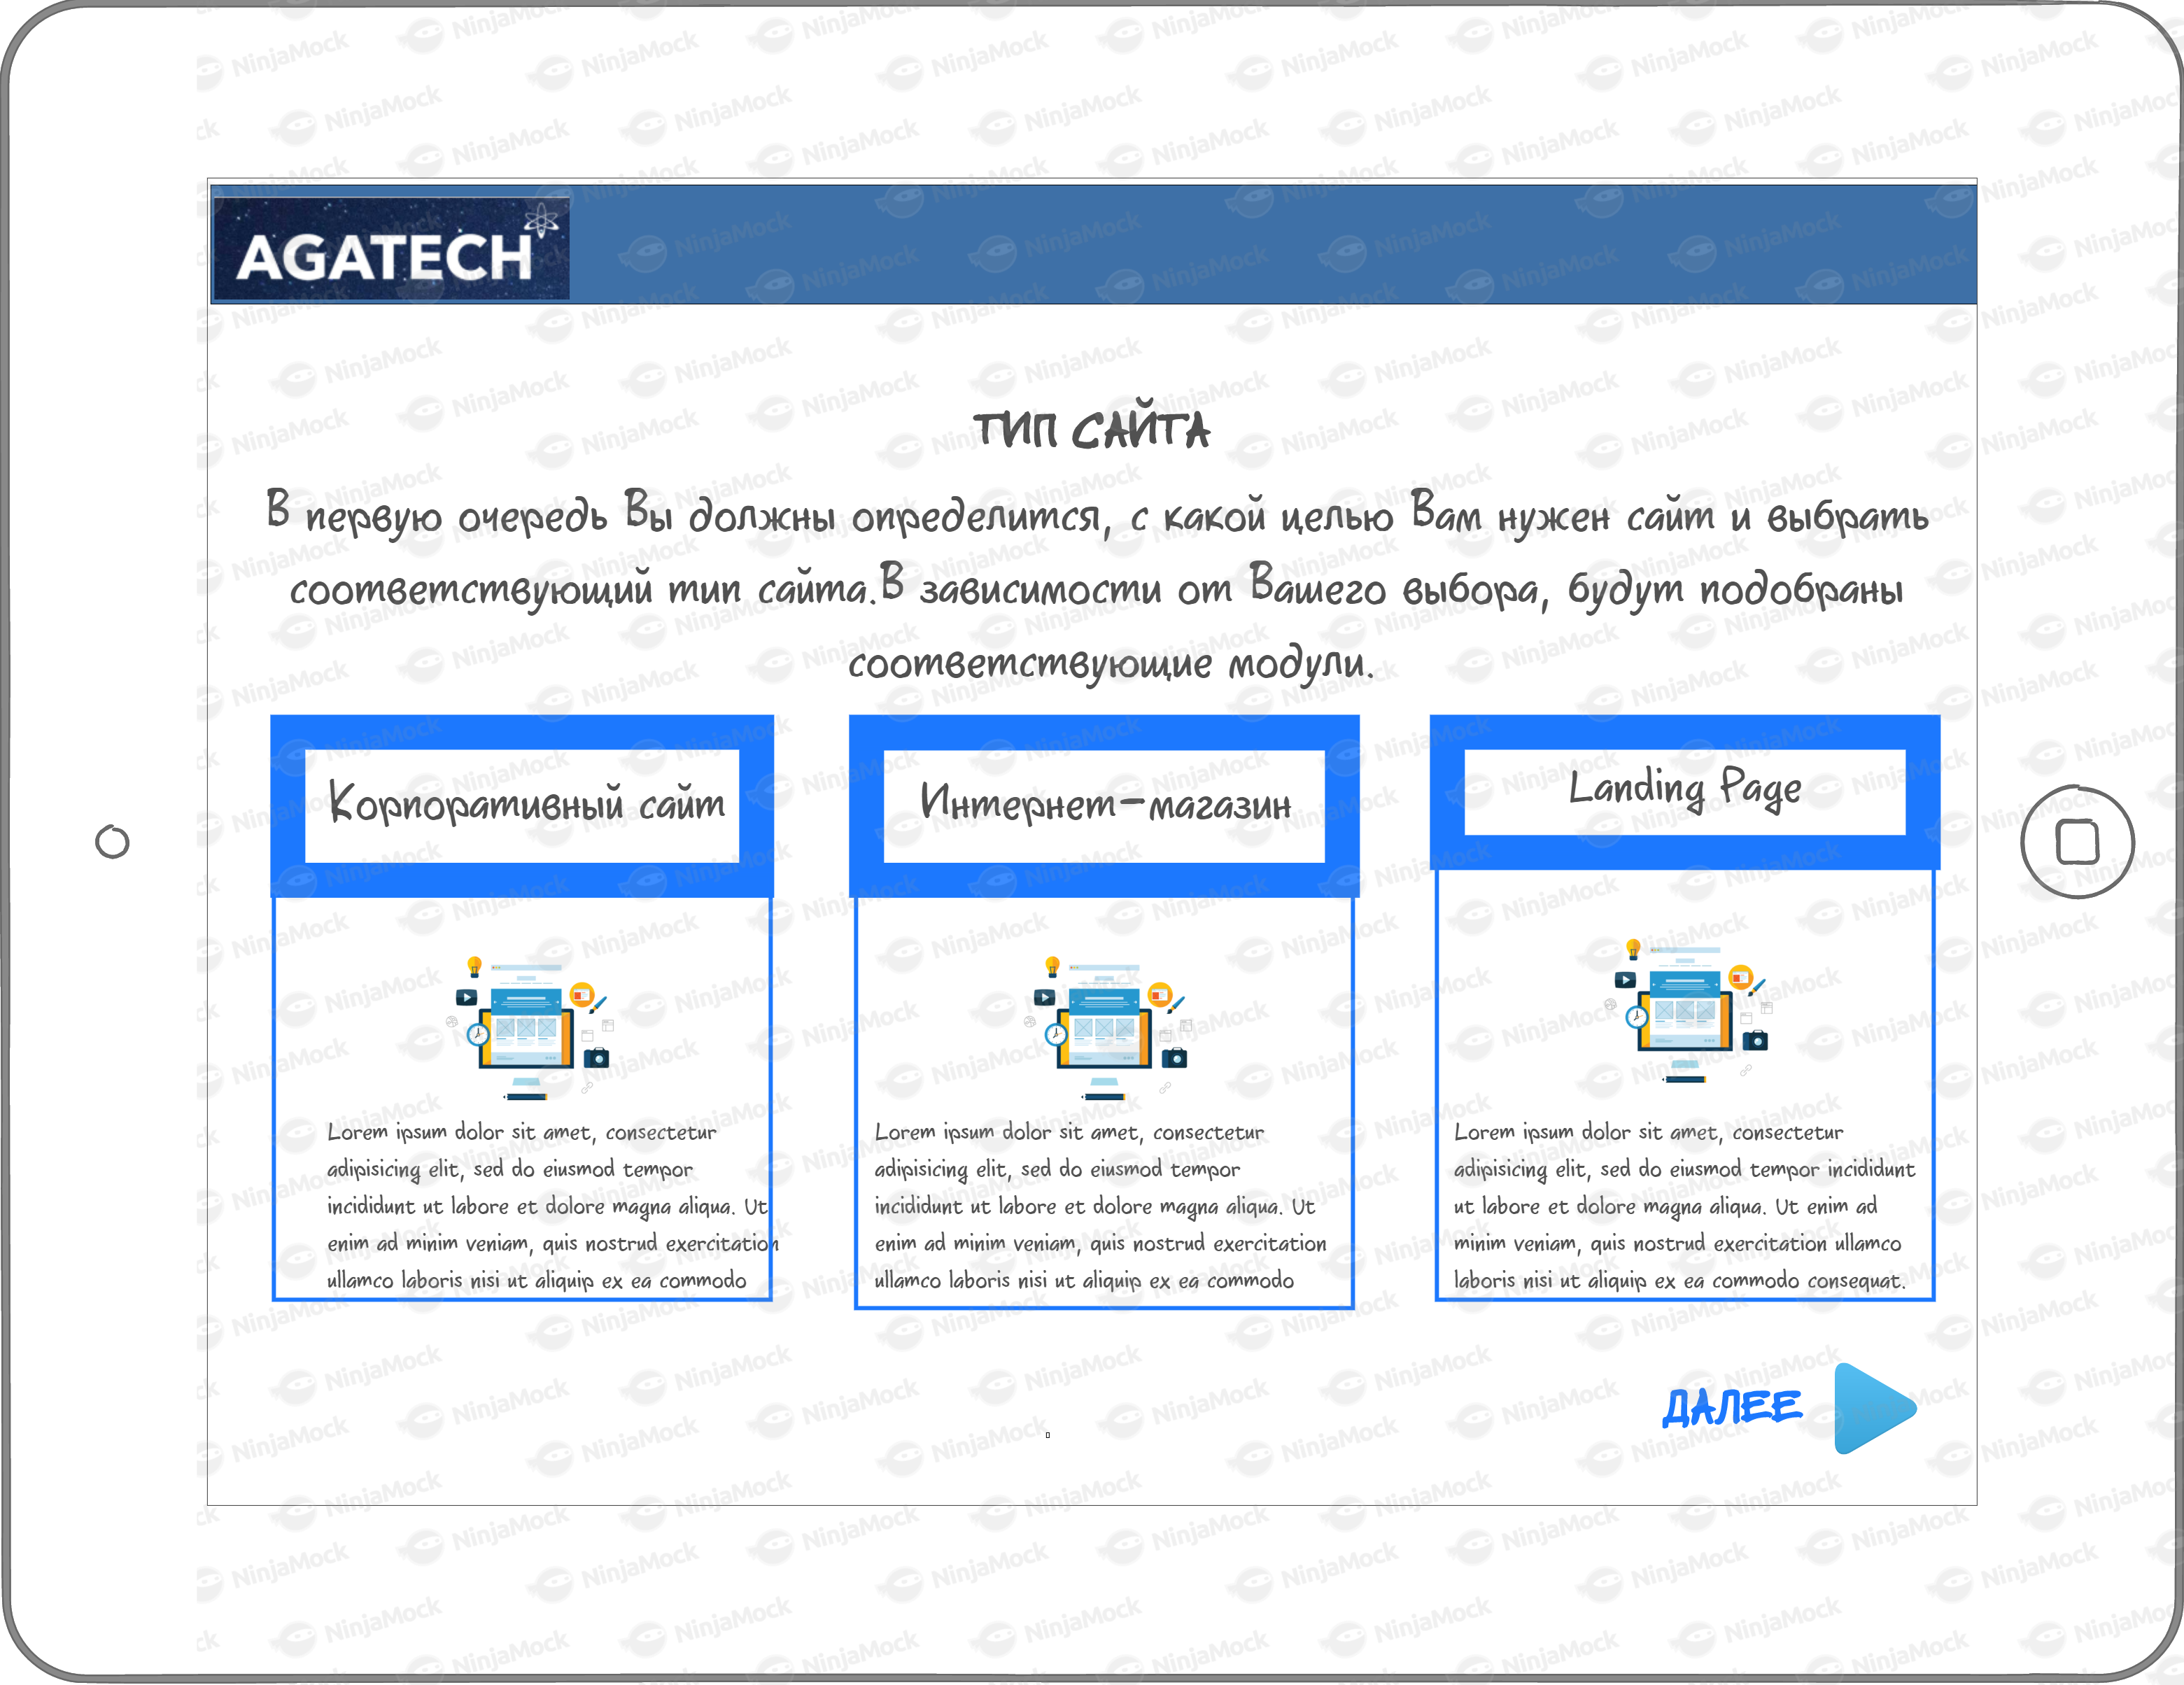 AGATECH
ТИП САЙТА
В первую очередь Вы должны определится, с какой целью Вам нужен сайт и выбрать
соответствующий тип сайта.В зависимости от Вашего выбора, будут подобраны
соответствующие модули.
Корпоративный сайт
Интернет-магазин
Landing Page
Lorem ipsum dolor sit amet, consectetur
adipisicing elit, sed do eiusmod tempor
incididunt ut labore et dolore magna aliqua. Ut
enim ad minim veniam, quis nostrud exercitation
ullamco laboris nisi ut aliquip ex ea commodo
Lorem ipsum dolor sit amet, consectetur
adipisicing elit, sed do eiusmod tempor
incididunt ut labore et dolore magna aliqua. Ut
enim ad minim veniam, quis nostrud exercitation
ullamco laboris nisi ut aliquip ex ea commodo
Lorem ipsum dolor sit amet, consectetur
adipisicing elit, sed do eiusmod tempor incididunt
ut labore et dolore magna aliqua. Ut enim ad
minim veniam, quis nostrud exercitation ullamco
laboris nisi ut aliquip ex ea commodo consequat.
ДАЛЕЕ
NinjaMock